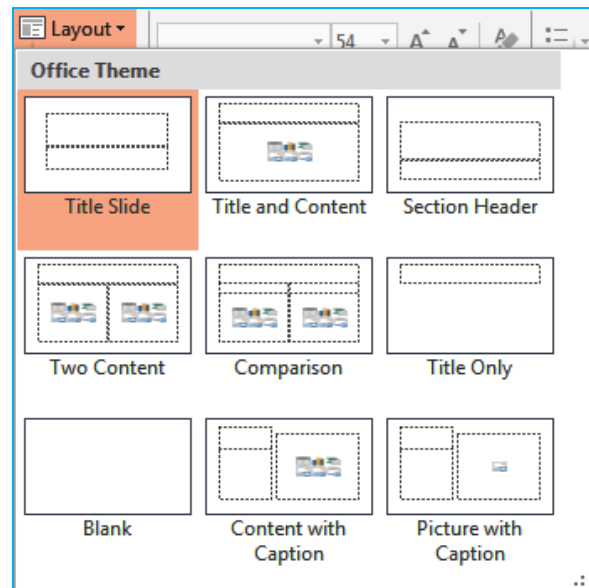 Layout
54 A A A
Office Theme
Title Slide
Title and Content
Section Header
Two Content
Comparison
Title Only
Blank
Content with
Caption
Picture with
Caption